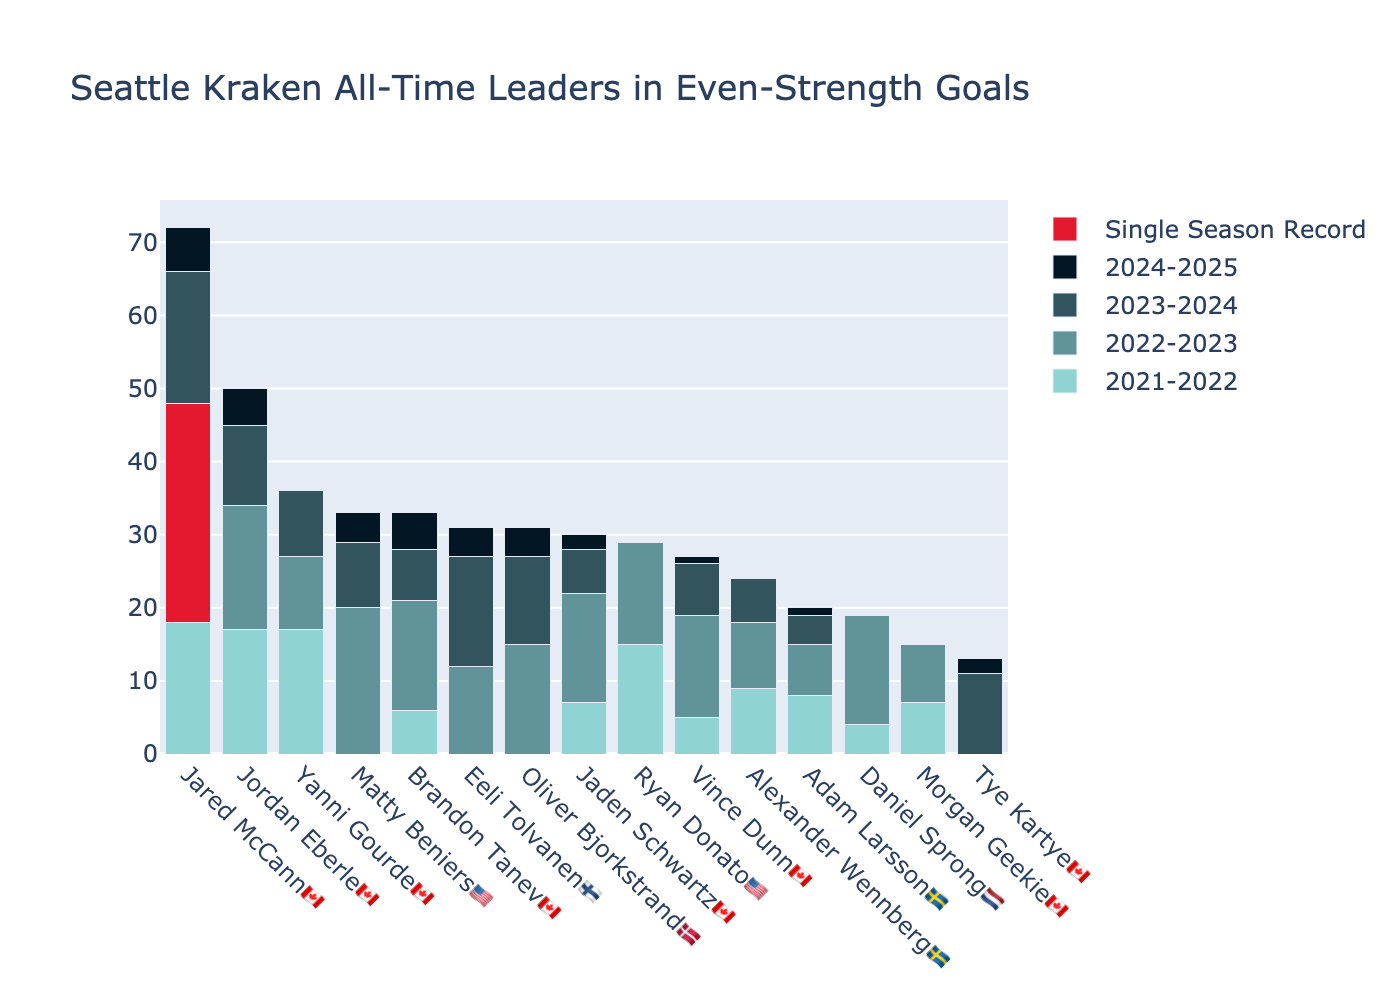 Seattle Kraken All-Time Leaders in Even-Strength Goals
Single Season Record
2024-2025
2023-2024
2022-2023
2021-2022
70
60
50
40
30
20
10
0
Jared McCann🇨🇦
Jordan Eberle🇨🇦
Yanni Gourde🇨🇦
Matty Beniers🇺🇸
Brandon Tanev🇨🇦
Eeli Tolvanen🇫🇮
Oliver Bjorkstrand🇩🇰
Jaden Schwartz🇨🇦
Ryan Donato🇺🇸
Vince Dunn🇨🇦
Alexander Wennberg🇸🇪
Adam Larsson🇸🇪
Daniel Sprong🇳🇱
Morgan Geekie🇨🇦
Tye Kartye🇨🇦